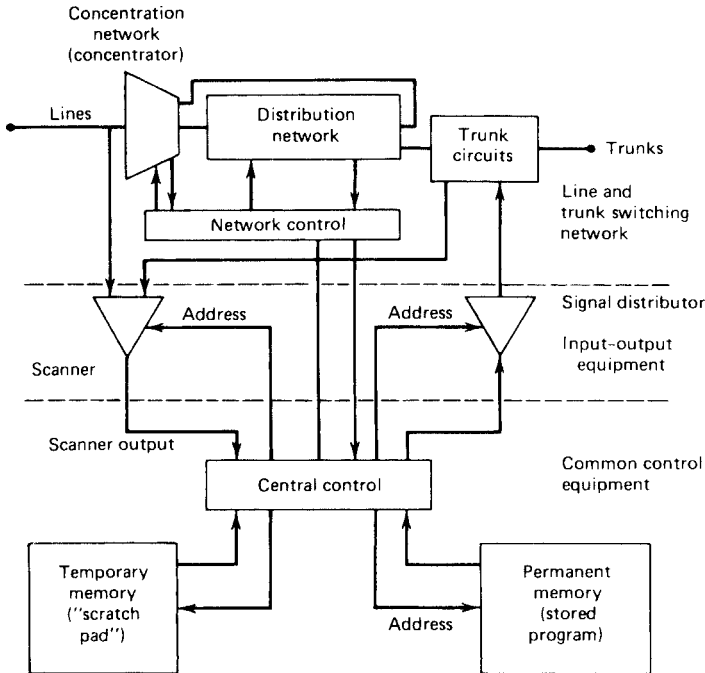 Concentration
network
(concentrator)
Lines
Distribution
network
Trunk
circuits
Trunks
Network control
Line and
trunk switching
network
Address
Address
Signal distributor
Input-output
equipment
Scanner
Scanner output
Central control
Common control
equipment
Temporary
memory
("scratch
pad")
Address
Permanent
memory
(stored
program)